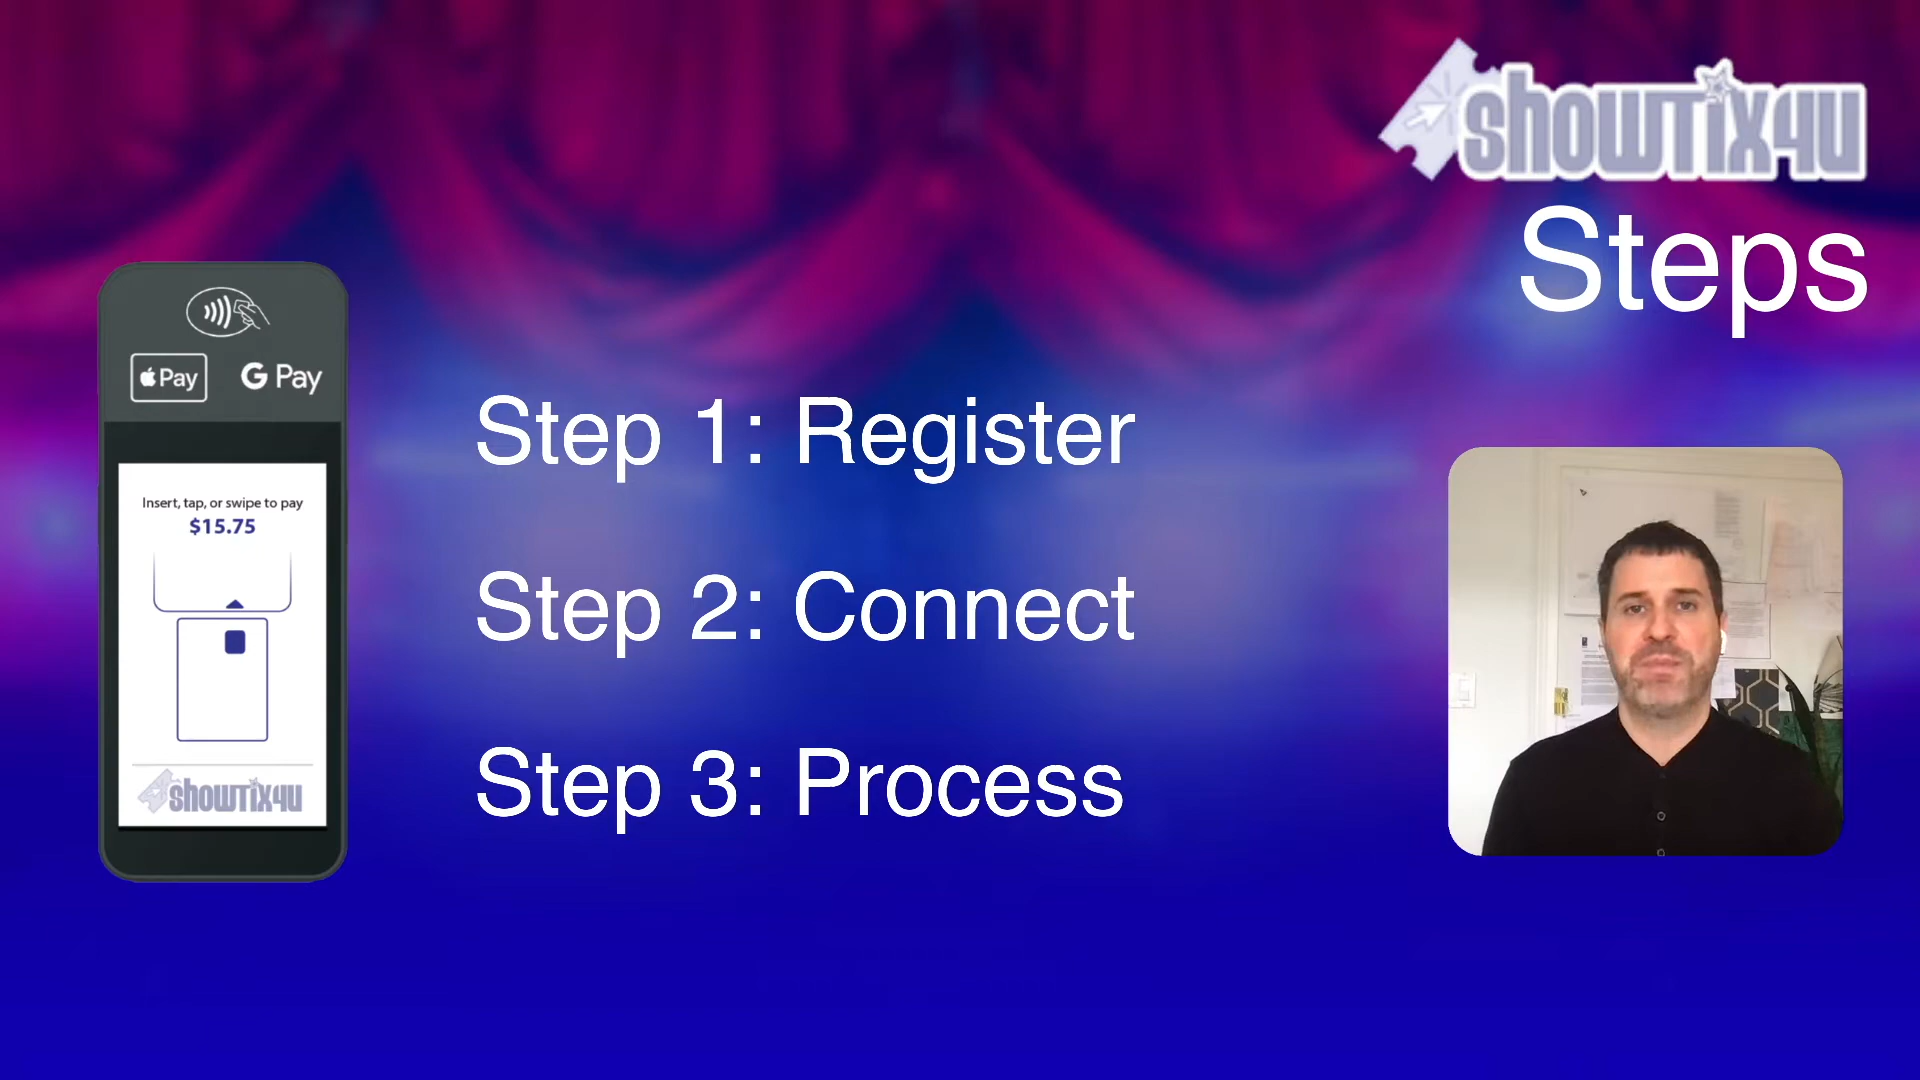 showTix4U
Steps
Pay
G Pay
Insert, tap, or swipe to pay
$15.75
showTix4U
Step 1: Register
Step 2: Connect
Step 3: Process